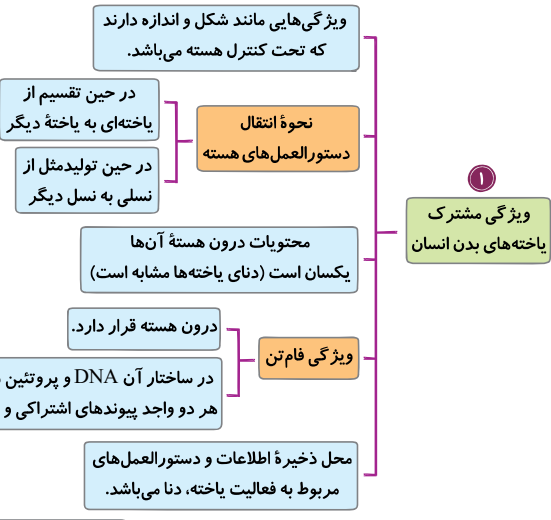 ۱
ویژگی مشترک
یاخته‌های بدن انسان
ویژگی‌هایی مانند شکل و اندازه دارند
که تحت کنترل هسته می‌باشد.
نحوۀ انتقال
دستورالعمل‌های هسته
در حین تقسیم از
یاخته‌ای به یاختۀ دیگر
در حین تولیدمثل از
نسلی به نسل دیگر
محتویات درون هستۀ آن‌ها
یکسان است (دنای یاخته‌ها مشابه است)
ویژگی فام‌تن
درون هسته قرار دارد.
در ساختار آن DNA و پروتئین
هر دو واجد پیوندهای اشتراکی و
محل ذخیرۀ اطلاعات و دستورالعمل‌های
مربوط به فعالیت یاخته، دنا می‌باشد.